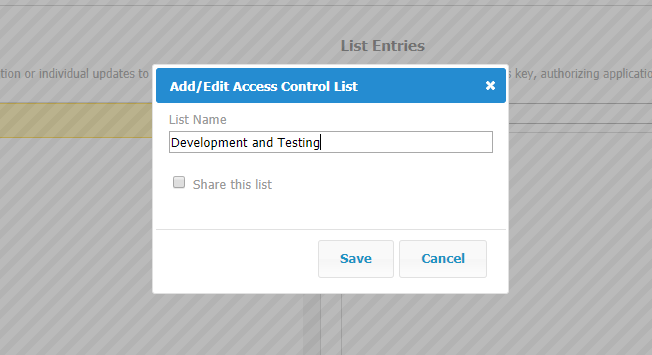 List Entries
tion or individual updates to
s key, authorizing applicatio
Add/Edit Access Control List
List Name
Development and Testing
Share this list
Save
Cancel